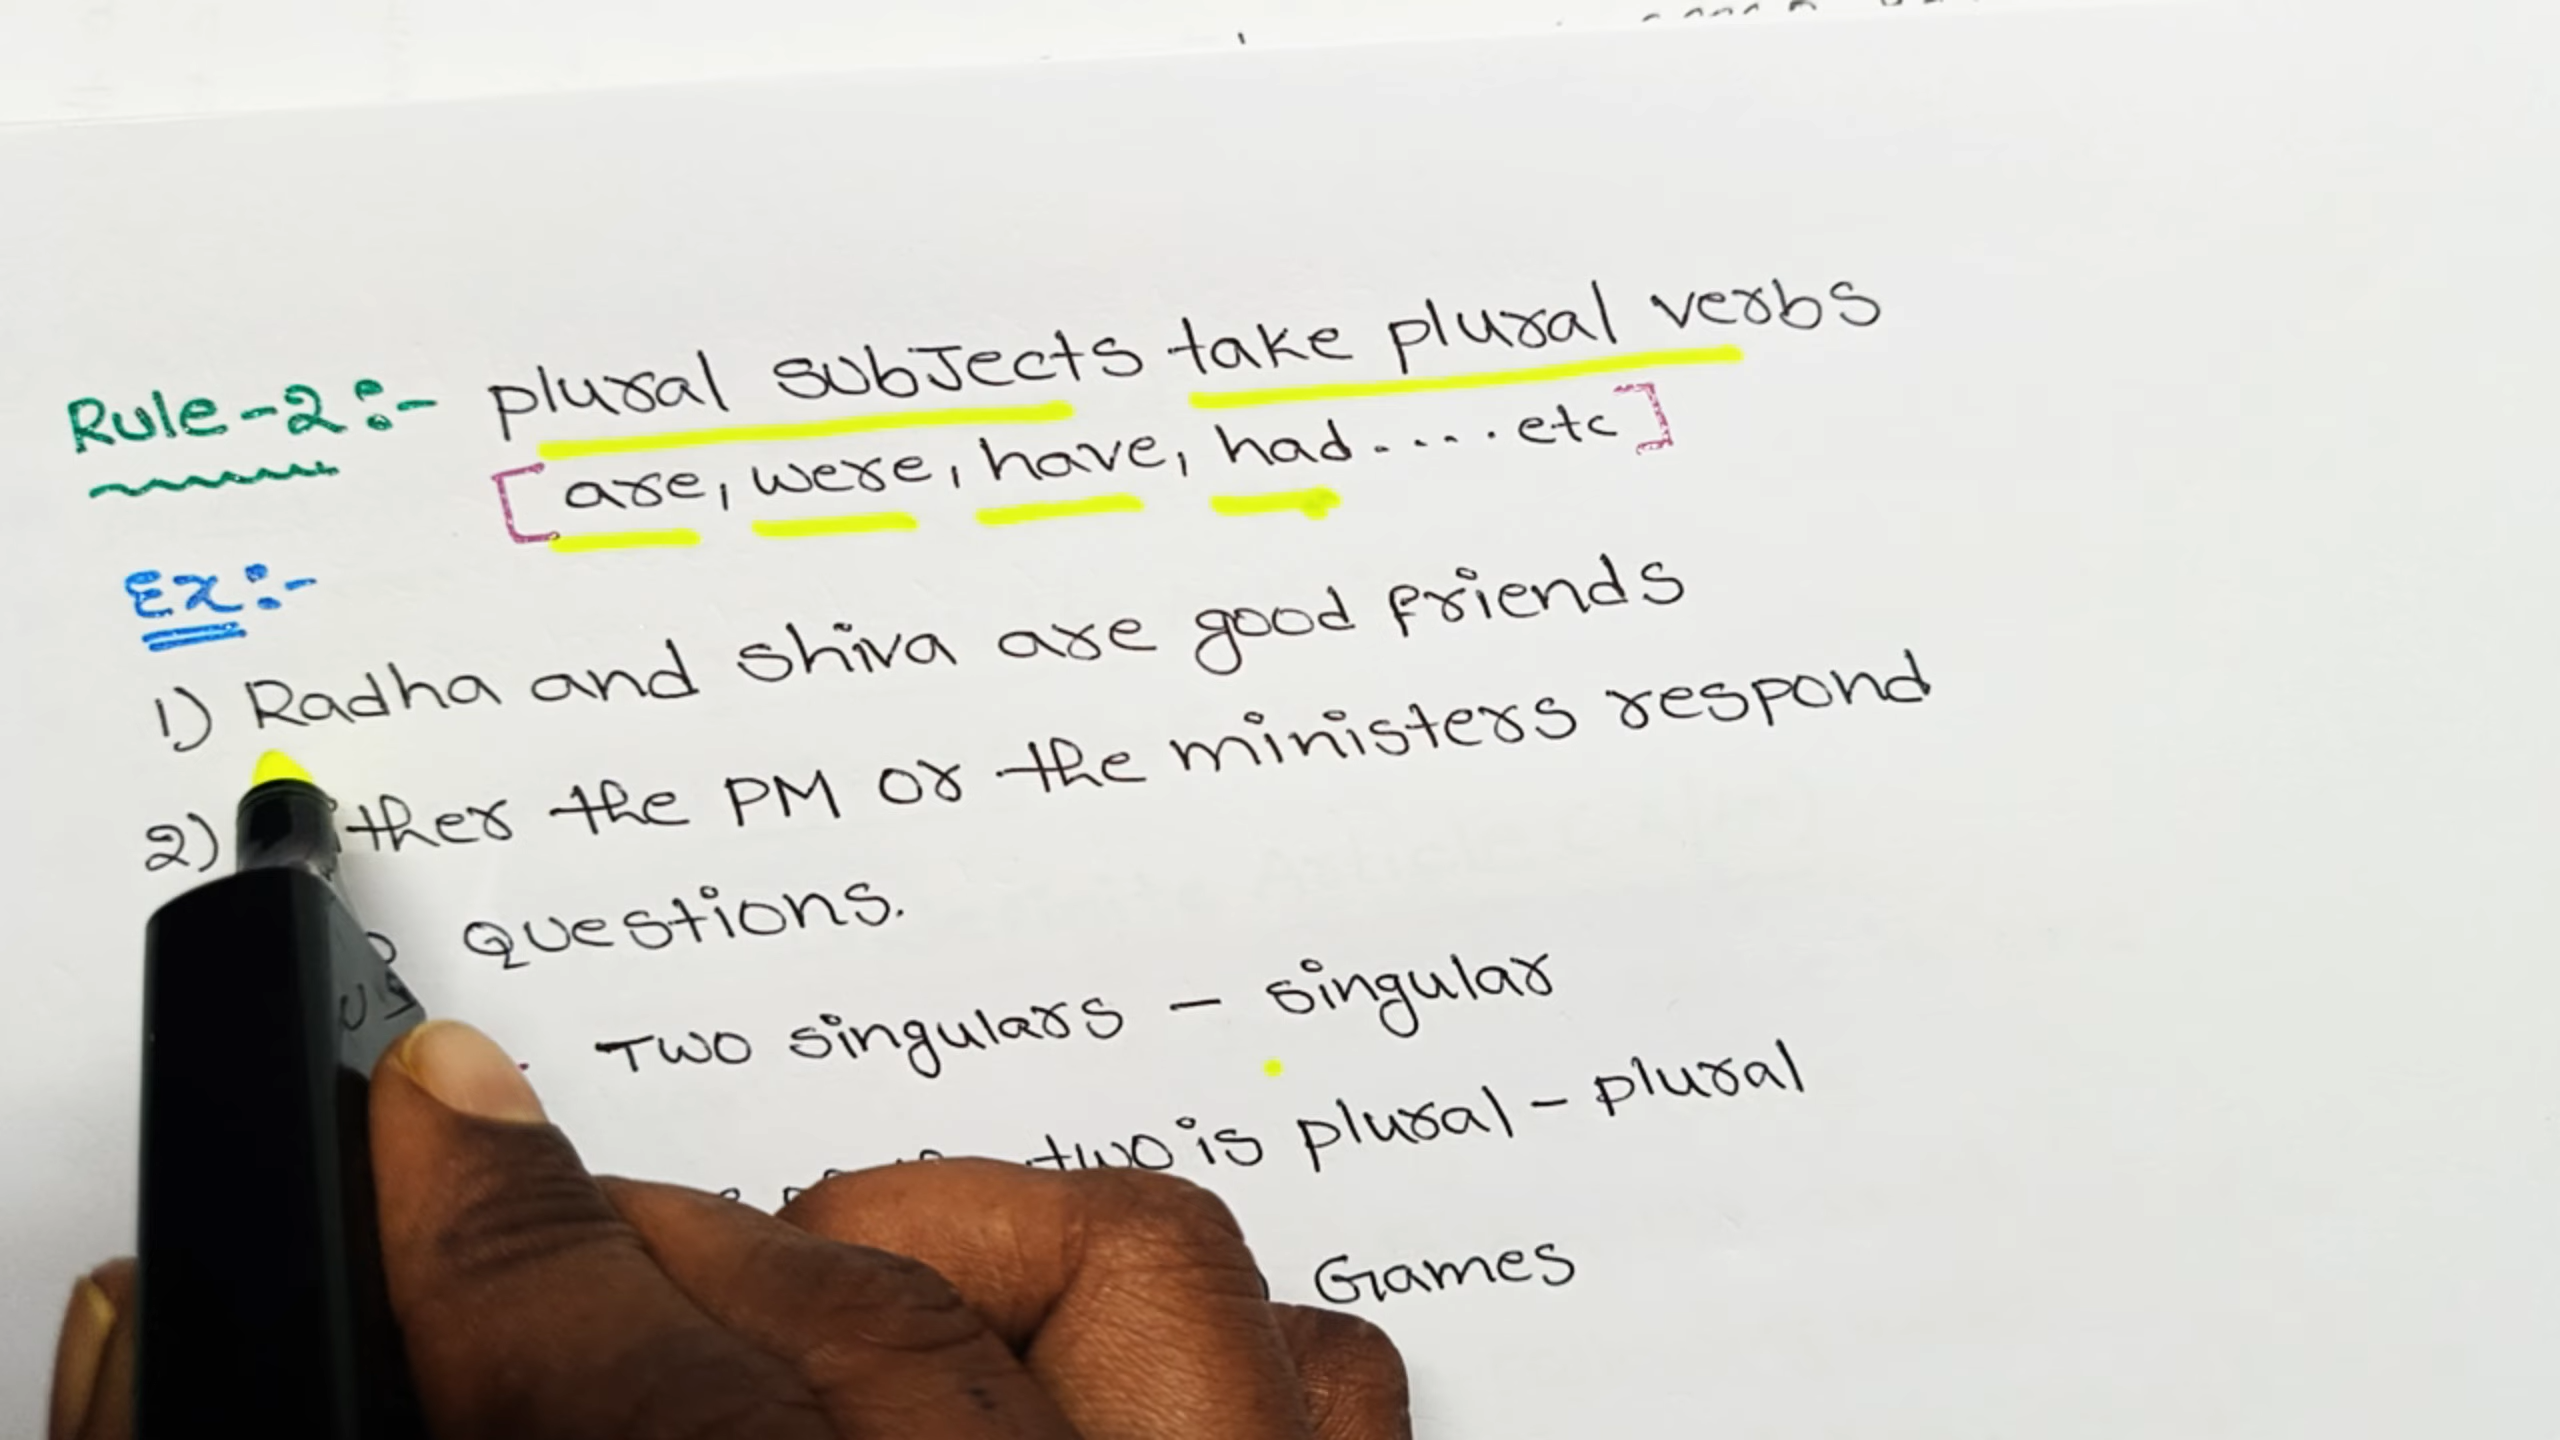 Rule-2:- plural subJects take plural verbs
[are, were, have, had.....etc]
Ex:-
1) Radha and shiva are good friends
2) the PM or the ministers respond
Questions.
Two singulars - singular
two is plural - plural
Games